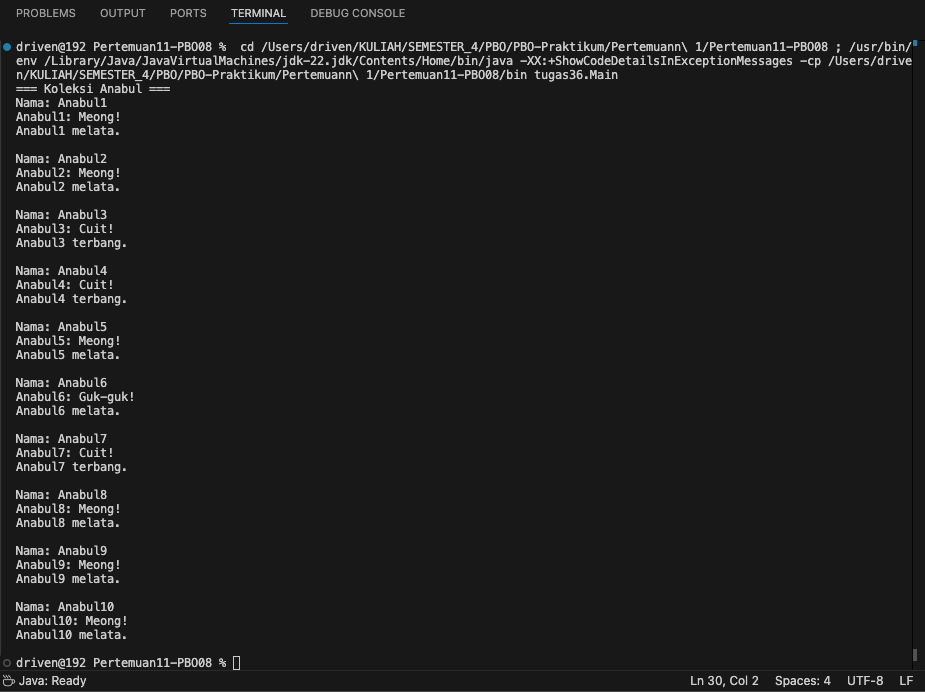 PROBLEMS OUTPUT PORTS TERMINAL DEBUG CONSOLE
driven@192 Pertemuan11-PBO08 %  cd /Users/driven/KULIAH/SEMESTER_4/PBO/PBO-Praktikum/Pertemuann\ 1/Pertemuan11-PBO08 ; /usr/bin/
env /Library/Java/JavaVirtualMachines/jdk-22.jdk/Contents/Home/bin/java -XX:+ShowCodeDetailsInExceptionMessages -cp /Users/drive
n/KULIAH/SEMESTER_4/PBO/PBO-Praktikum/Pertemuann\ 1/Pertemuan11-PBO08/bin tugas36.Main
=== Koleksi Anabul ===
Nama: Anabul1
Anabul1: Meong!
Anabul1 melata.
Nama: Anabul2
Anabul2: Meong!
Anabul2 melata.
Nama: Anabul3
Anabul3: Cuit!
Anabul3 terbang.
Nama: Anabul4
Anabul4: Cuit!
Anabul4 terbang.
Nama: Anabul5
Anabul5: Meong!
Anabul5 melata.
Nama: Anabul6
Anabul6: Guk-guk!
Anabul6 melata.
Nama: Anabul7
Anabul7: Cuit!
Anabul7 terbang.
Nama: Anabul8
Anabul8: Meong!
Anabul8 melata.
Nama: Anabul9
Anabul9: Meong!
Anabul9 melata.
Nama: Anabul10
Anabul10: Meong!
Anabul10 melata.
driven@192 Pertemuan11-PBO08 %
Java: Ready Ln 30, Col 2 Spaces: 4 UTF-8 LF